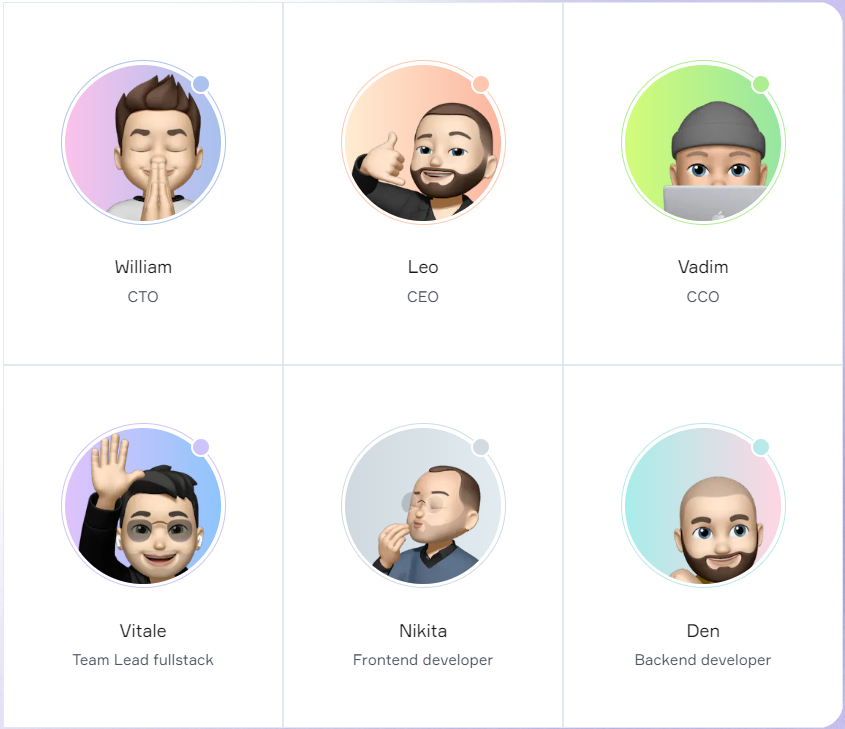 William
CTO
Leo
CEO
Vadim
CCO
Vitale
Team Lead fullstack
Nikita
Frontend developer
Den
Backend developer